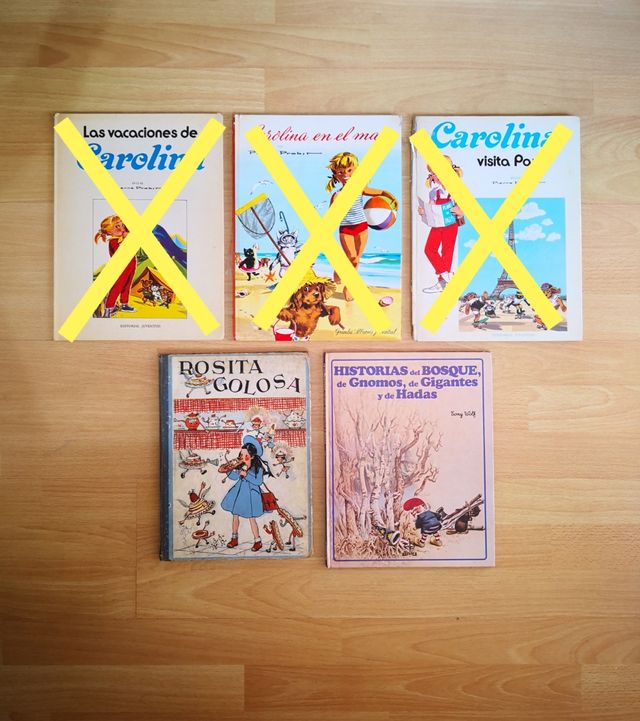 Las vacaciones de
Carolina
EDITORIAL JUVENTUD
Carolina en el mar
Carolina
visita París
ROSITA
GOLOSA
HISTORIAS del BOSQUE,
de Gnomos, de Gigantes
y de Hadas
Tony Wolf